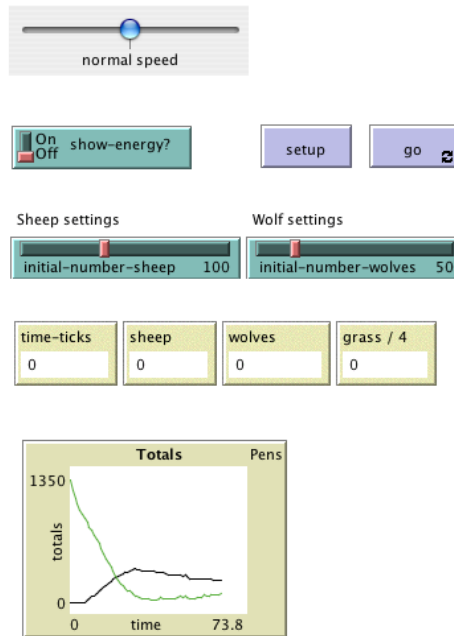 normal speed
On
Off
show-energy?
setup
go
Sheep settings
Wolf settings
initial-number-sheep 100
initial-number-wolves 50
time-ticks
0
sheep
0
wolves
0
grass / 4
0
Totals
Pens
1350
totals
0
0 time 73.8